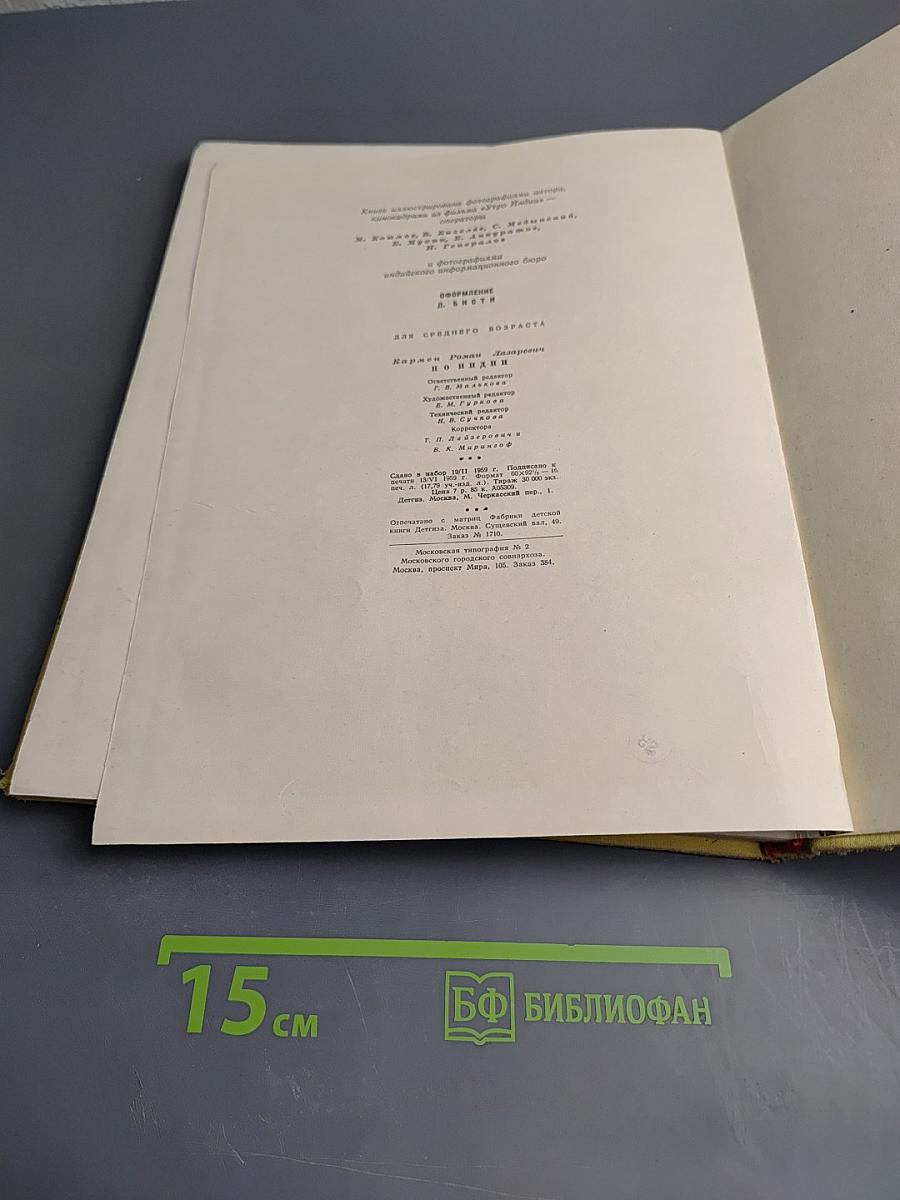 Книга иллюстрирована фотографиями автора,
кинокадрами из фильма «Утро Индии» —
операторы
В. Киселёв, С. Медынский,
Е. Мухин, Е. Аккуратов,
Н. Генералов
и фотографиями
индийского информационного бюро
ОФОРМЛЕНИЕ
Д. БИСТИ
ДЛЯ СРЕДНЕГО ВОЗРАСТА
Кармен Роман Лазаревич
ПО ИНДИИ
Ответственный редактор
Г. В. Малькова
Художественный редактор
Е. М. Гуркова
Технический редактор
Н. В. Сучкова
Корректора
Т. П. Лейзерович и
В. К. Мирингоф
Сдано в набор 19/II 1959 г. Подписано к
печати 13/VI 1959 г. Формат 60×92¹/₈ — 16
печ. л. (17,79 уч.-изд. л.). Тираж 30 000 экз.
Цена 7 р. 85 к. А05309.
Детгиз. Москва, М. Черкасский пер., 1.
Отпечатано с матриц Фабрики детской
книги Детгиза. Москва. Сущевский вал, 49.
Заказ № 1710.
Московская типография № 2
Московского городского совнархоза.
Москва, проспект Мира, 105. Заказ 384.
15 см
БФ БИБЛИОФАН